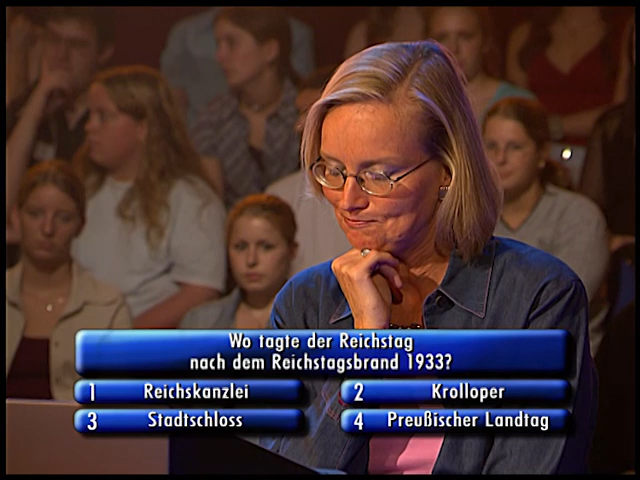 Wo tagte der Reichstag
nach dem Reichstagsbrand 1933?
1 Reichskanzlei
2 Krolloper
3 Stadtschloss
4 Preußischer Landtag